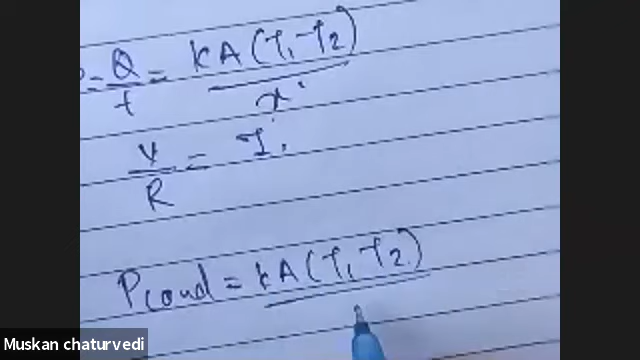 = Q/t = kA(T₁-T₂)/x
V/R = I.
Pcond = kA(T₁-T₂)
Muskan chaturvedi